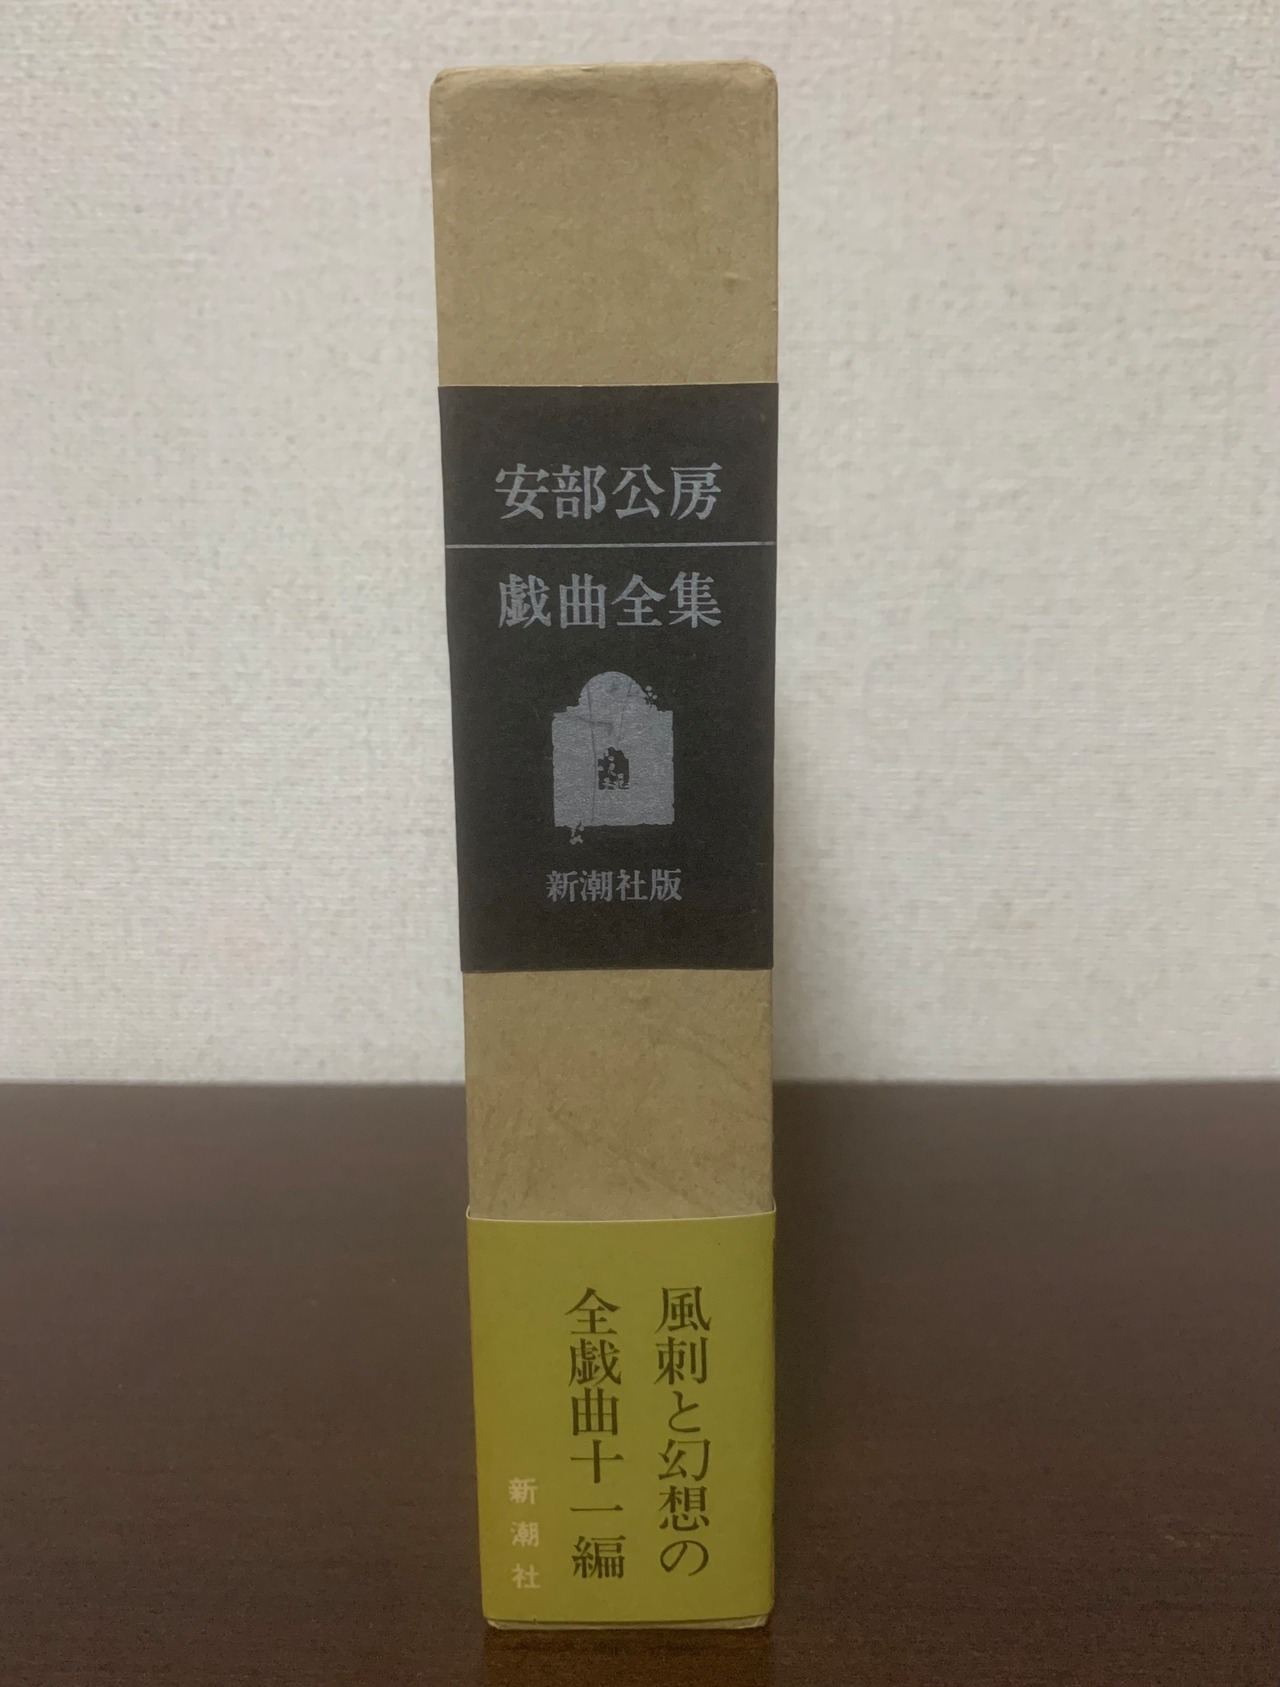 安部公房
戯曲全集
新潮社版
風刺と幻想の
全戯曲十一編
新潮社